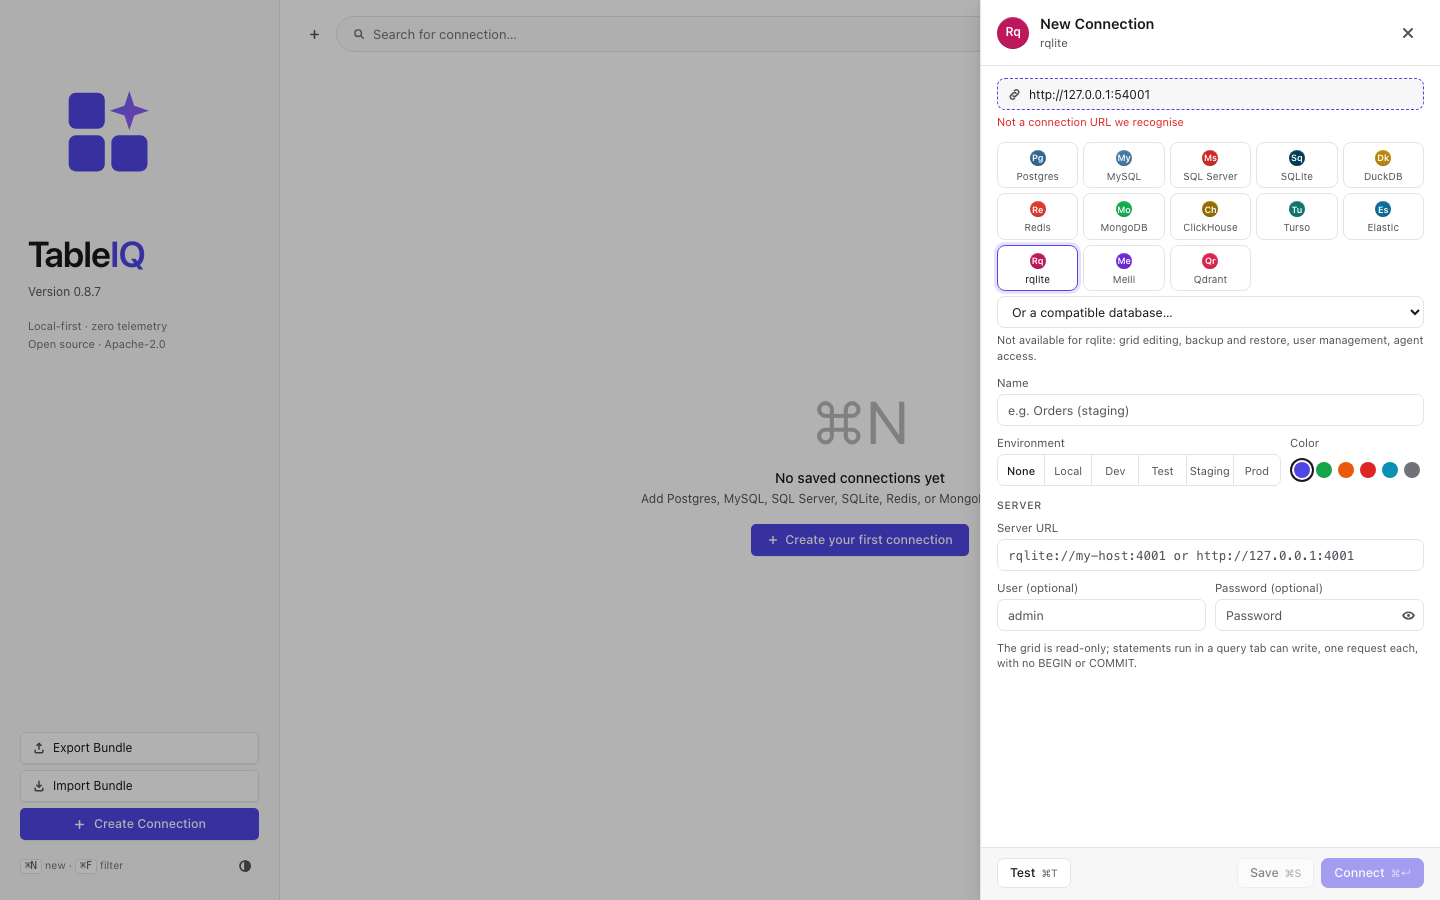 TableIQ
Version 0.8.7
Local-first · zero telemetry
Open source · Apache-2.0
Export Bundle
Import Bundle
+ Create Connection
⌘N new · ⌘F filter
+
Search for connection...
⌘N
No saved connections yet
Add Postgres, MySQL, SQL Server, SQLite, Redis, or Mongo
+ Create your first connection
Rq
New Connection
rqlite
http://127.0.0.1:54001
Not a connection URL we recognise
Pg My Ms Sq Dk
Postgres MySQL SQL Server SQLite DuckDB
Re Mo Ch Tu Es
Redis MongoDB ClickHouse Turso Elastic
Rq Me Qr
rqlite Meili Qdrant
Or a compatible database...
Not available for rqlite: grid editing, backup and restore, user management, agent
access.
Name
e.g. Orders (staging)
Environment Color
None Local Dev Test Staging Prod
SERVER
Server URL
rqlite://my-host:4001 or http://127.0.0.1:4001
User (optional) Password (optional)
admin Password
The grid is read-only; statements run in a query tab can write, one request each,
with no BEGIN or COMMIT.
Test ⌘T Save ⌘S Connect ⌘↵